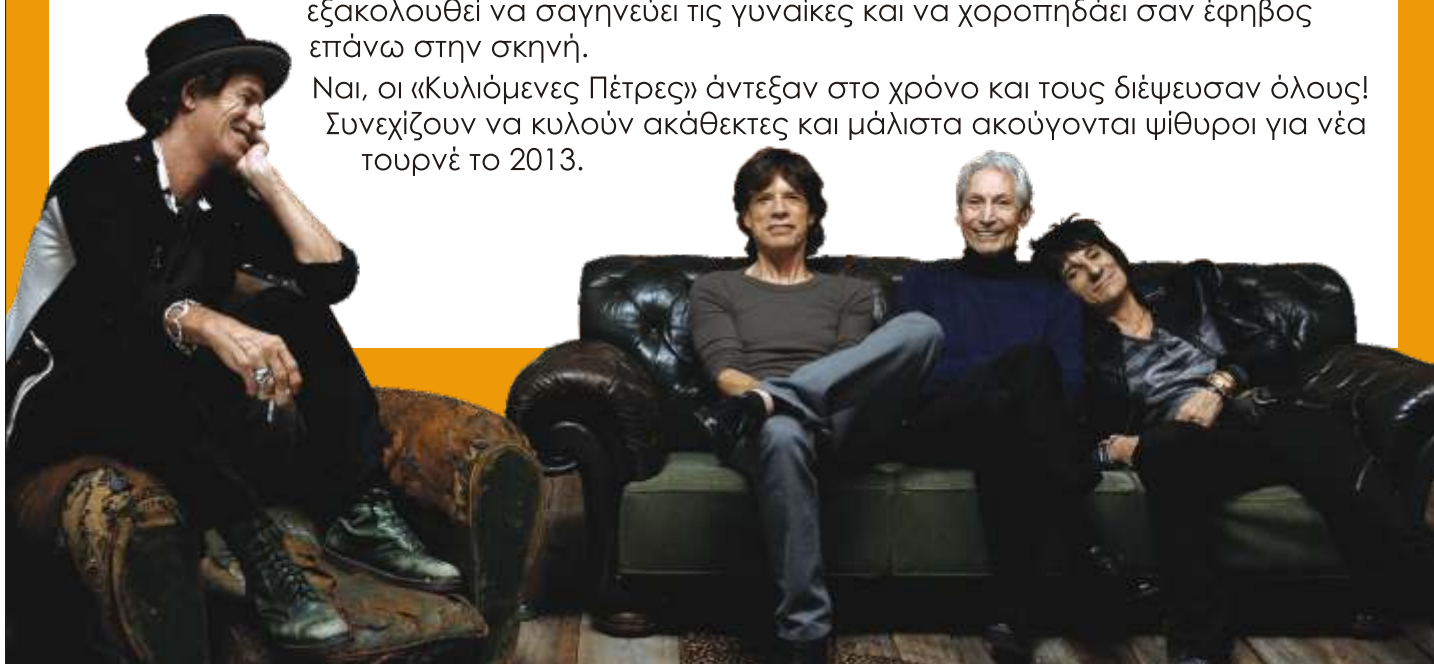 εξακολουθεί να σαγηνεύει τις γυναίκες και να χοροπηδάει σαν έφηβος
επάνω στην σκηνή.
Ναι, οι «Κυλιόμενες Πέτρες» άντεξαν στο χρόνο και τους διέψευσαν όλους!
Συνεχίζουν να κυλούν ακάθεκτες και μάλιστα ακούγονται ψίθυροι για νέα
τουρνέ το 2013.